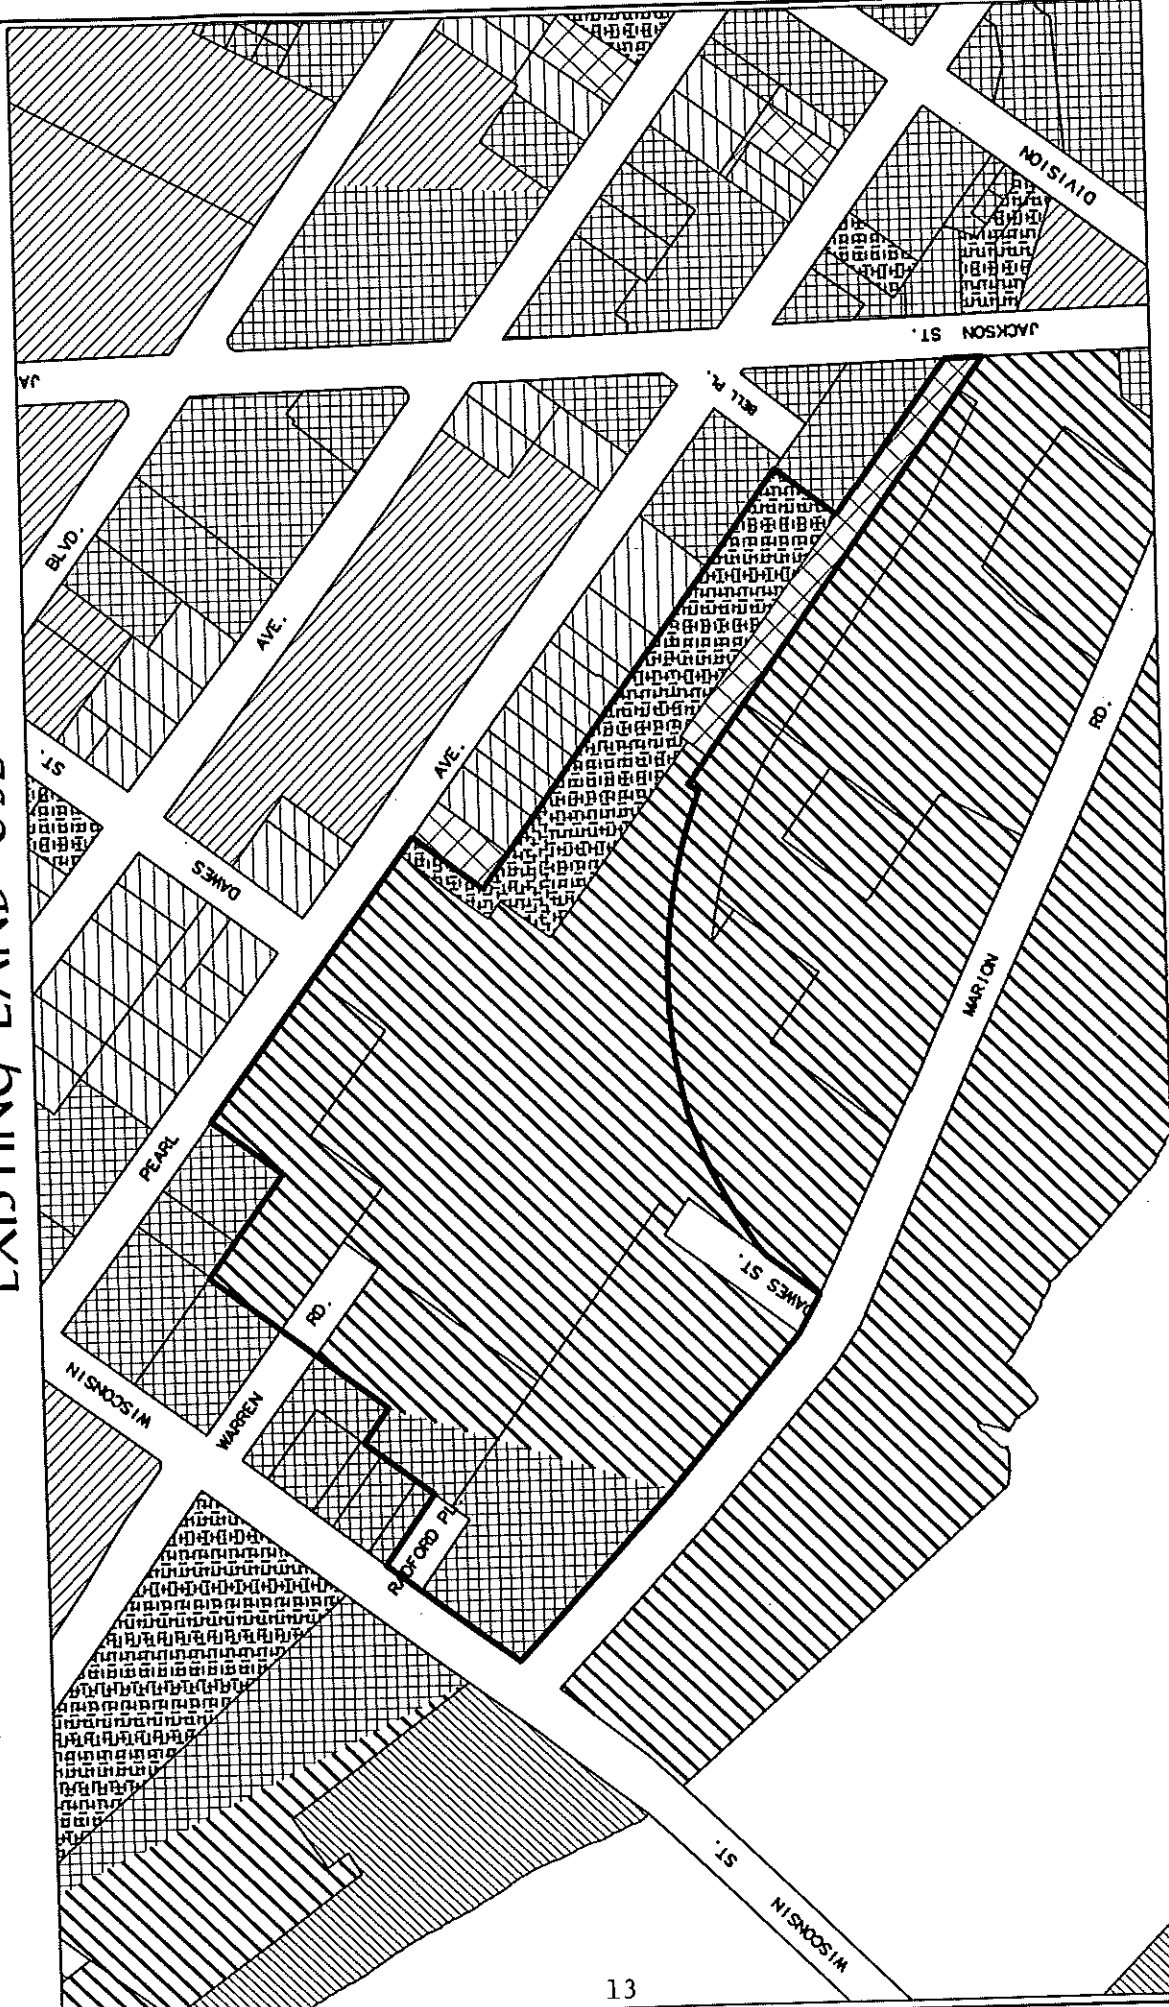 EXISTING LAND USE
JA
BLVD.
ST.
AVE.
DAWES
AVE.
BELL PL.
JACKSON ST.
DIVISION
PEARL
RD.
MARION
WISCONSIN
WARREN
RD.
DAWES ST.
RADFORD PL.
ST.
WISCONSIN
13